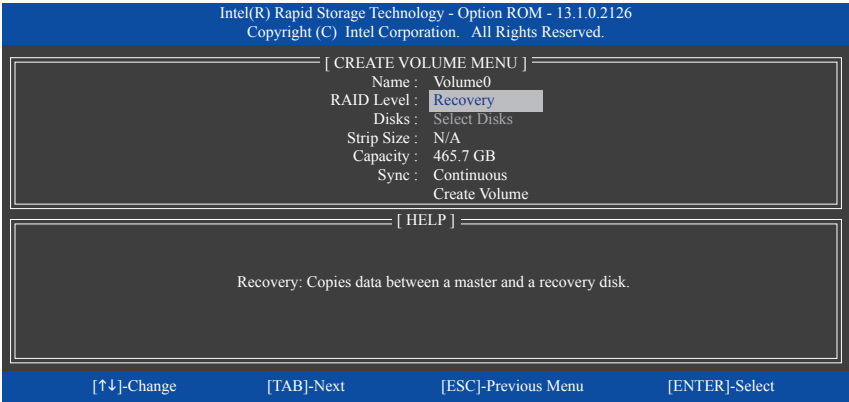 Intel(R) Rapid Storage Technology - Option ROM - 13.1.0.2126
Copyright (C) Intel Corporation. All Rights Reserved.
[ CREATE VOLUME MENU ]
Name : Volume0
RAID Level : Recovery
Disks : Select Disks
Strip Size : N/A
Capacity : 465.7 GB
Sync : Continuous
Create Volume
[ HELP ]
Recovery: Copies data between a master and a recovery disk.
[↑↓]-Change [TAB]-Next [ESC]-Previous Menu [ENTER]-Select